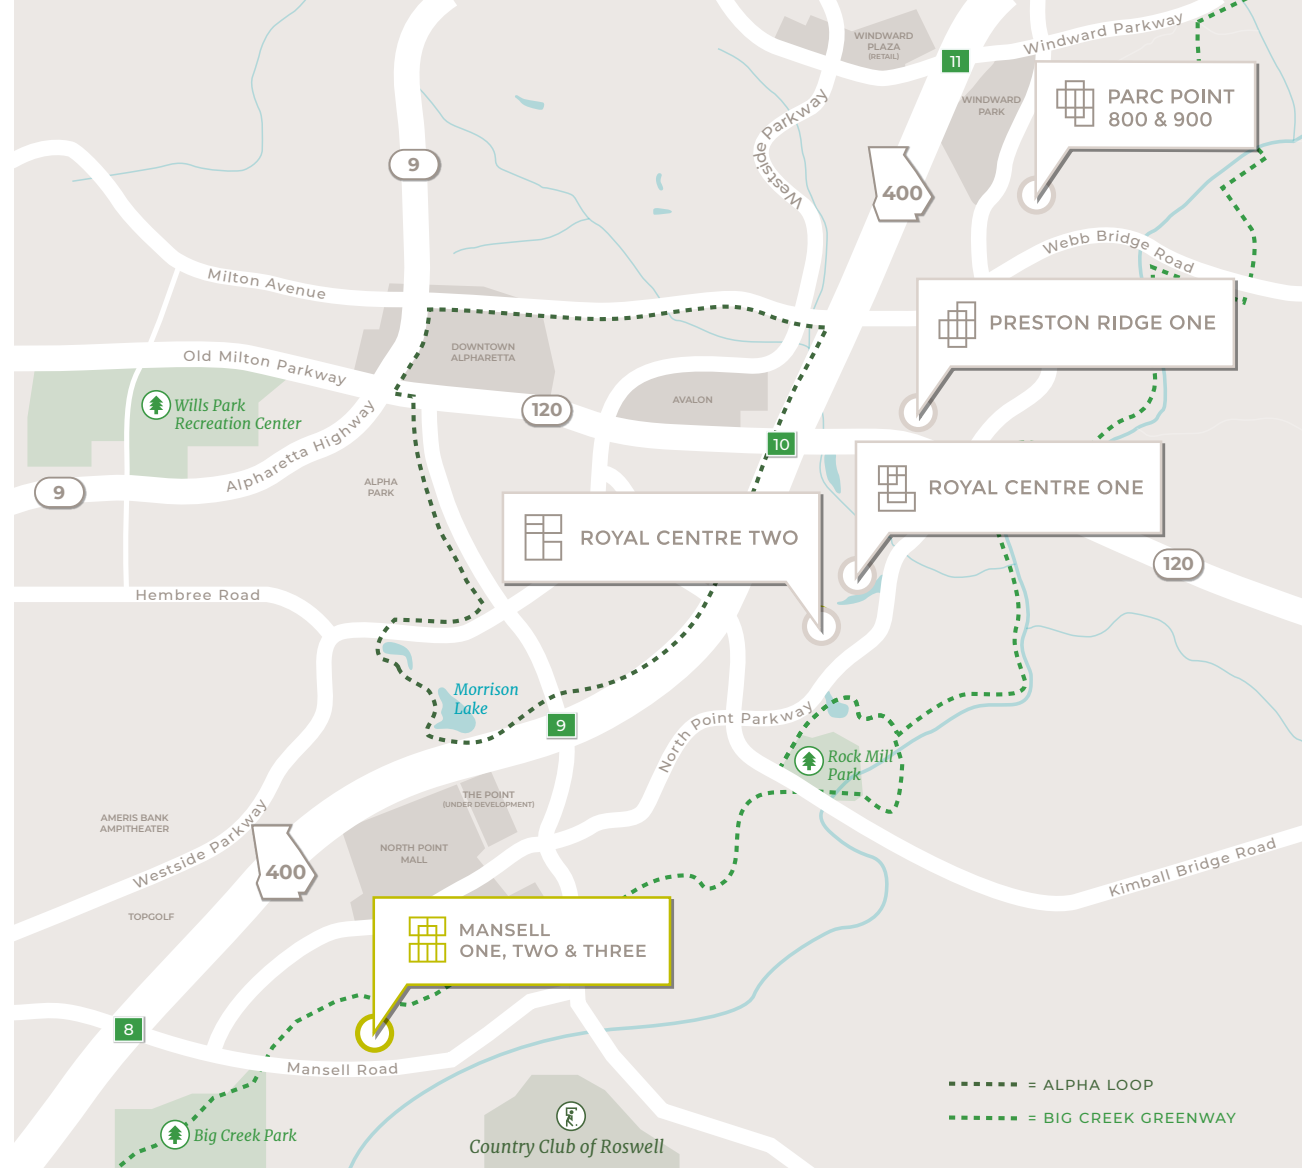 WINDWARD
PLAZA
(RETAIL)
11
Windward Parkway
WINDWARD
PARK
PARC POINT
800 & 900
Westside Parkway
9
400
Webb Bridge Road
Milton Avenue
PRESTON RIDGE ONE
DOWNTOWN
ALPHARETTA
Old Milton Parkway
Wills Park
Recreation Center
AVALON
120
10
Alpharetta Highway
9
ALPHA
PARK
ROYAL CENTRE ONE
ROYAL CENTRE TWO
120
Hembree Road
Morrison
Lake
9
North Point Parkway
Rock Mill
Park
THE POINT
(UNDER DEVELOPMENT)
AMERIS BANK
AMPITHEATER
Westside Parkway
NORTH POINT
MALL
400
Kimball Bridge Road
TOPGOLF
MANSELL
ONE, TWO & THREE
8
Mansell Road
= ALPHA LOOP
= BIG CREEK GREENWAY
Big Creek Park
Country Club of Roswell